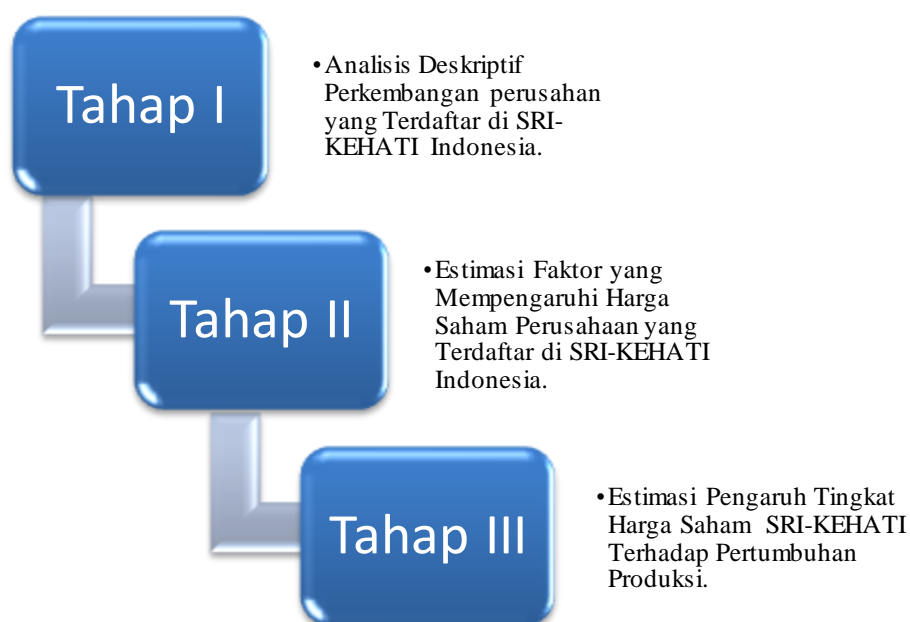 Tahap I
•Analisis Deskriptif
Perkembangan perusahan
yang Terdaftar di SRI-
KEHATI Indonesia.
Tahap II
•Estimasi Faktor yang
Mempengaruhi Harga
Saham Perusahaan yang
Terdaftar di SRI-KEHATI
Indonesia.
Tahap III
•Estimasi Pengaruh Tingkat
Harga Saham SRI-KEHATI
Terhadap Pertumbuhan
Produksi.